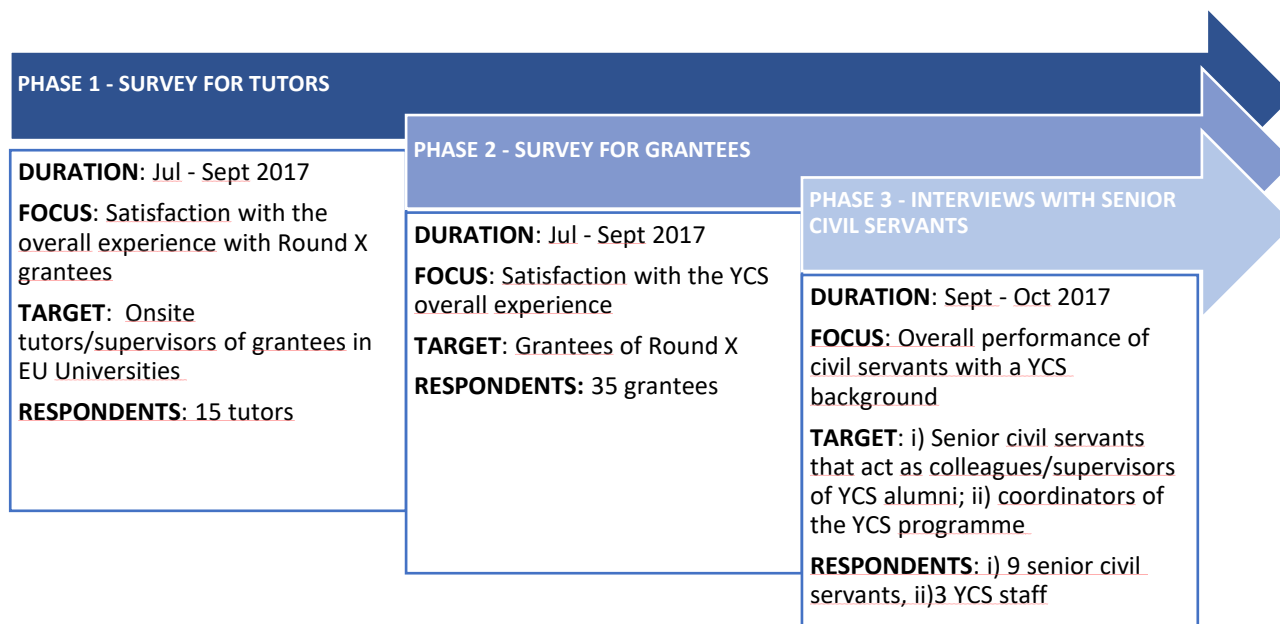 PHASE 1 - SURVEY FOR TUTORS
DURATION: Jul - Sept 2017
FOCUS: Satisfaction with the
overall experience with Round X
grantees
TARGET:  Onsite
tutors/supervisors of grantees in
EU Universities
RESPONDENTS: 15 tutors
PHASE 2 - SURVEY FOR GRANTEES
DURATION: Jul - Sept 2017
FOCUS: Satisfaction with the YCS
overall experience
TARGET: Grantees of Round X
RESPONDENTS: 35 grantees
PHASE 3 - INTERVIEWS WITH SENIOR
CIVIL SERVANTS
DURATION: Sept - Oct 2017
FOCUS: Overall performance of
civil servants with a YCS
background
TARGET: i) Senior civil servants
that act as colleagues/supervisors
of YCS alumni; ii) coordinators of
the YCS programme
RESPONDENTS: i) 9 senior civil
servants, ii)3 YCS staff